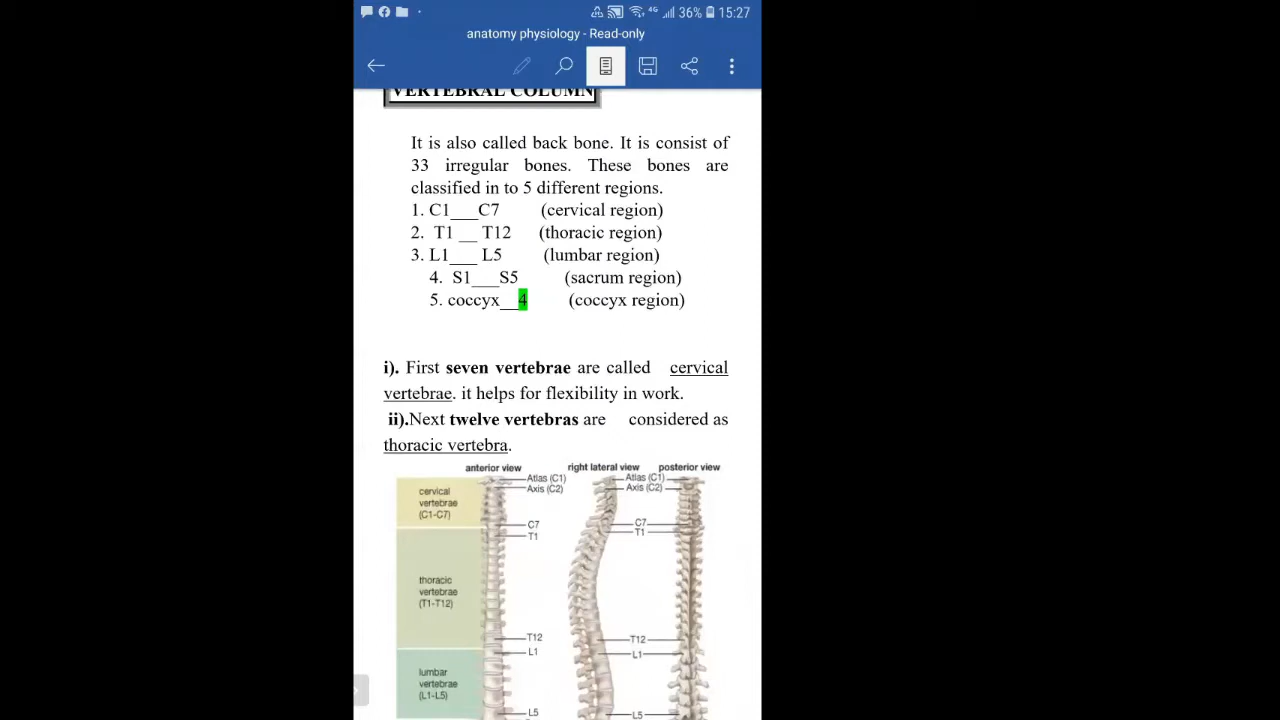 4G 36% 15:27
anatomy physiology - Read-only
VERTEBRAL COLUMN
It is also called back bone. It is consist of
33 irregular bones. These bones are
classified in to 5 different regions.
1. C1___C7 (cervical region)
2. T1 __ T12 (thoracic region)
3. L1___ L5 (lumbar region)
4. S1___S5 (sacrum region)
5. coccyx__4 (coccyx region)
i). First seven vertebrae are called cervical
vertebrae. it helps for flexibility in work.
ii).Next twelve vertebras are considered as
thoracic vertebra.
anterior view right lateral view posterior view
Atlas (C1) Atlas (C1)
Axis (C2) Axis (C2)
cervical
vertebrae
(C1-C7)
C7 C7
T1 T1
thoracic
vertebrae
(T1-T12)
T12 T12
L1 L1
lumbar
vertebrae
(L1-L5)
L5 L5